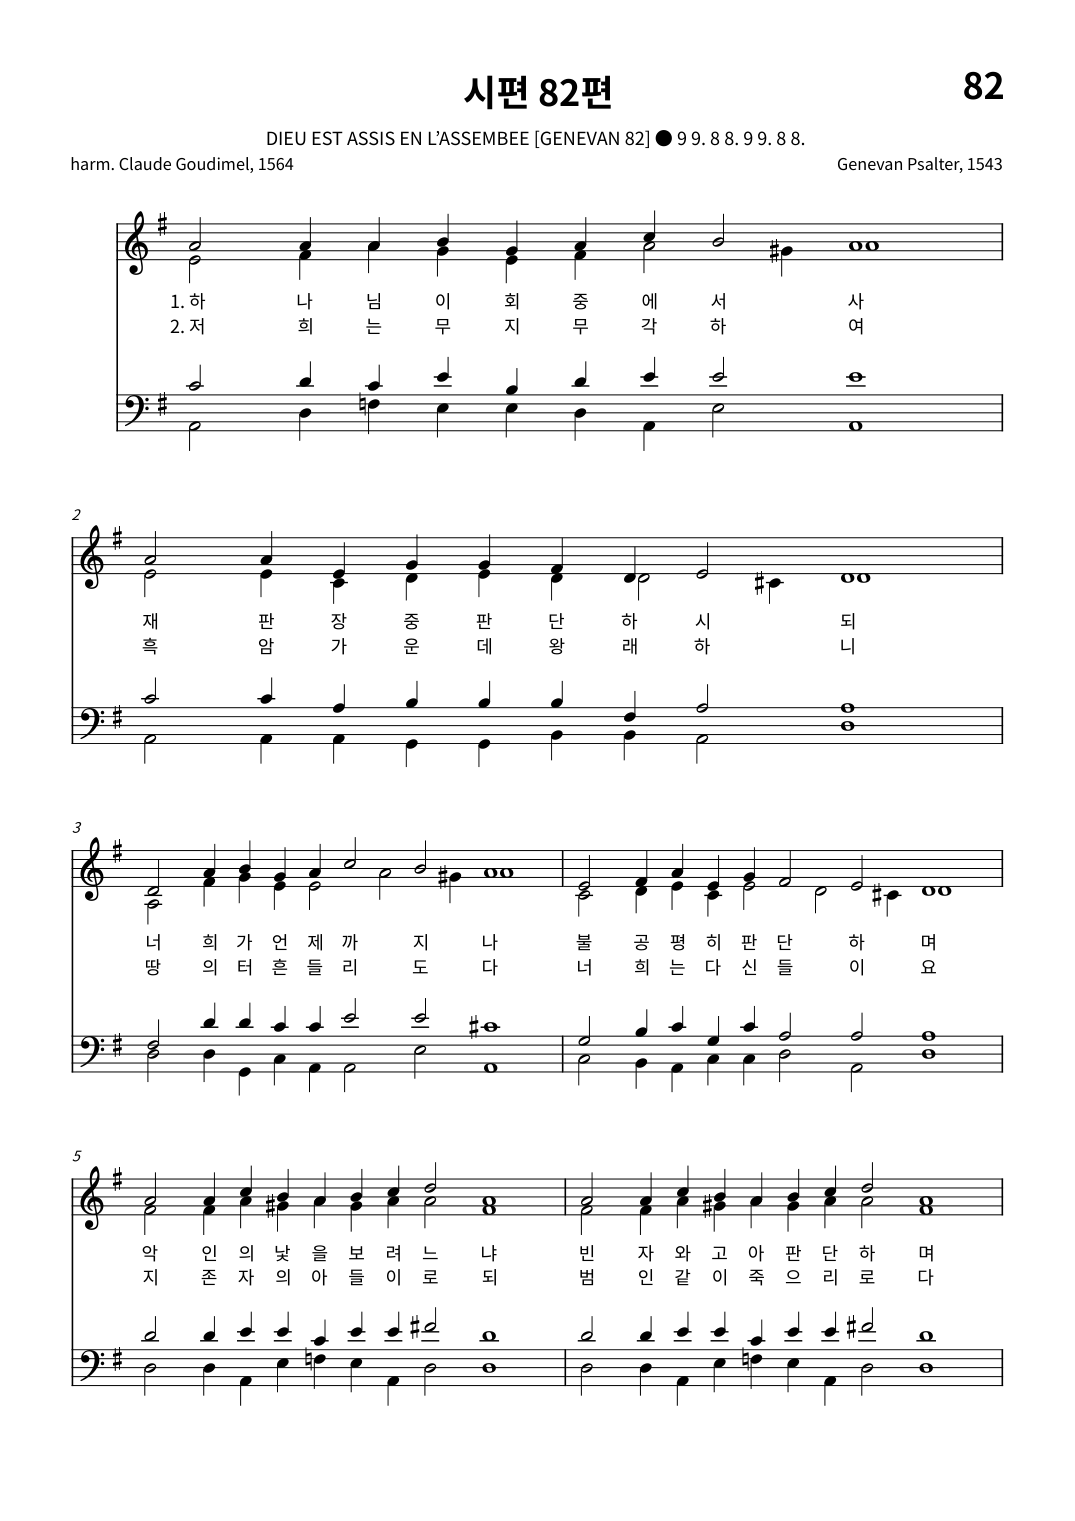 시편 82편
82
DIEU EST ASSIS EN L’ASSEMBEE [GENEVAN 82] ● 9 9. 8 8. 9 9. 8 8.
harm. Claude Goudimel, 1564
Genevan Psalter, 1543
1. 하 나 님 이 회 중 에 서 사
2. 저 희 는 무 지 무 각 하 여
2
재 판 장 중 판 단 하 시 되
흑 암 가 운 데 왕 래 하 니
3
너 희 가 언 제 까 지 나 불 공 평 히 판 단 하 며
땅 의 터 흔 들 리 도 다 너 희 는 다 신 들 이 요
5
악 인 의 낯 을 보 려 느 냐 빈 자 와 고 아 판 단 하 며
지 존 자 의 아 들 이 로 되 범 인 같 이 죽 으 리 로 다